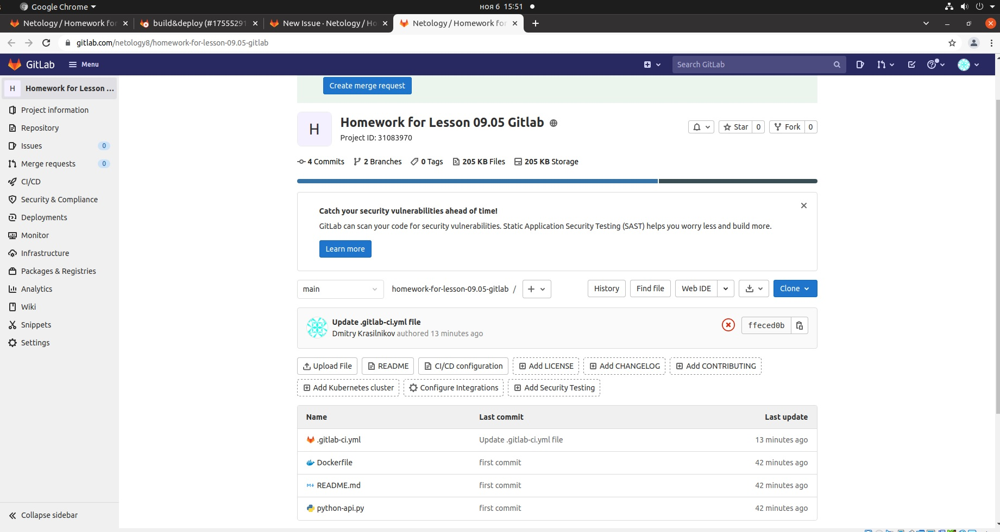 Google Chrome
ноя 6 15:51
Netology / Homework for
build&deploy (#17555291
New Issue · Netology / Ho
Netology / Homework for
gitlab.com/netology8/homework-for-lesson-09.05-gitlab
GitLab
Menu
Search GitLab
H
Homework for Lesson ...
Project information
Repository
Issues
0
Merge requests
0
CI/CD
Security & Compliance
Deployments
Monitor
Infrastructure
Packages & Registries
Analytics
Wiki
Snippets
Settings
Collapse sidebar
Create merge request
H
Homework for Lesson 09.05 Gitlab
Project ID: 31083970
Star 0
Fork 0
4 Commits 2 Branches 0 Tags 205 KB Files 205 KB Storage
Catch your security vulnerabilities ahead of time!
GitLab can scan your code for security vulnerabilities. Static Application Security Testing (SAST) helps you worry less and build more.
Learn more
main
homework-for-lesson-09.05-gitlab /
History
Find file
Web IDE
Clone
Update .gitlab-ci.yml file
Dmitry Krasilnikov authored 13 minutes ago
ffeced0b
Upload File
README
CI/CD configuration
Add LICENSE
Add CHANGELOG
Add CONTRIBUTING
Add Kubernetes cluster
Configure Integrations
Add Security Testing
Name Last commit Last update
.gitlab-ci.yml Update .gitlab-ci.yml file 13 minutes ago
Dockerfile first commit 42 minutes ago
README.md first commit 42 minutes ago
python-api.py first commit 42 minutes ago